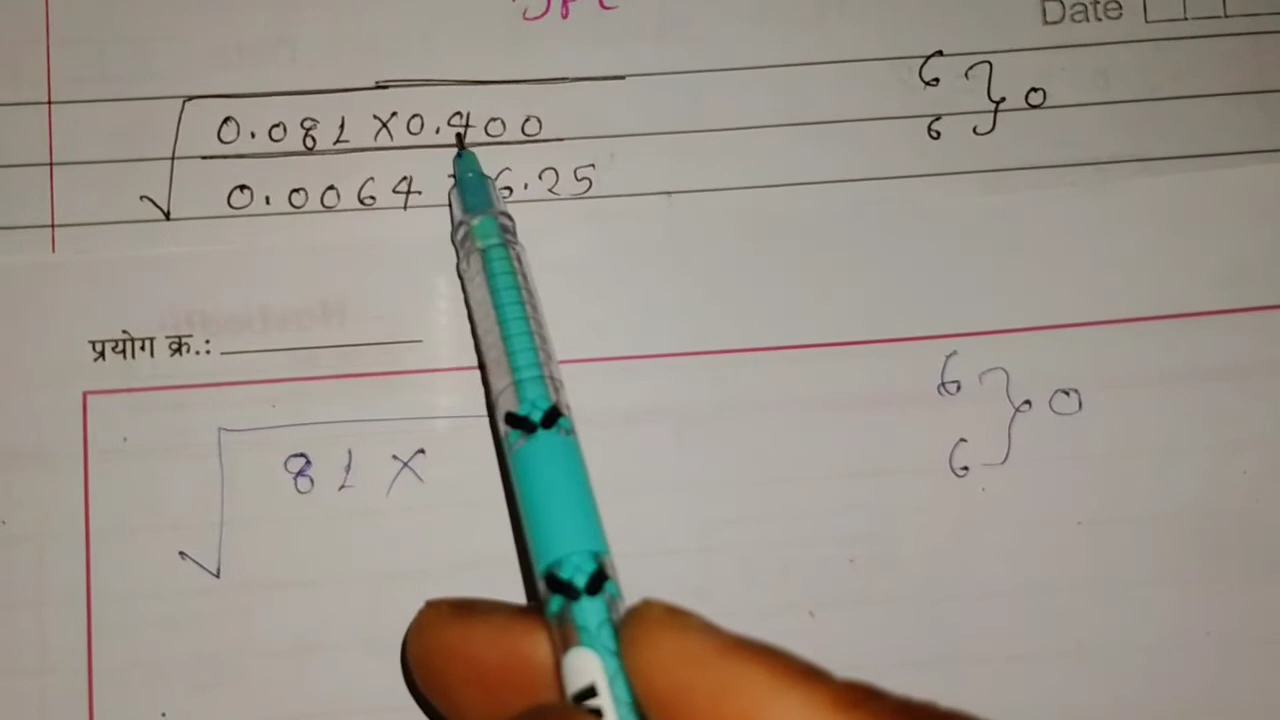 Date
√ 0.081 × 0.400
6 } 0
6
0.0064 6.25
प्रयोग क्र.:
6 } 0
6
√ 81 ×